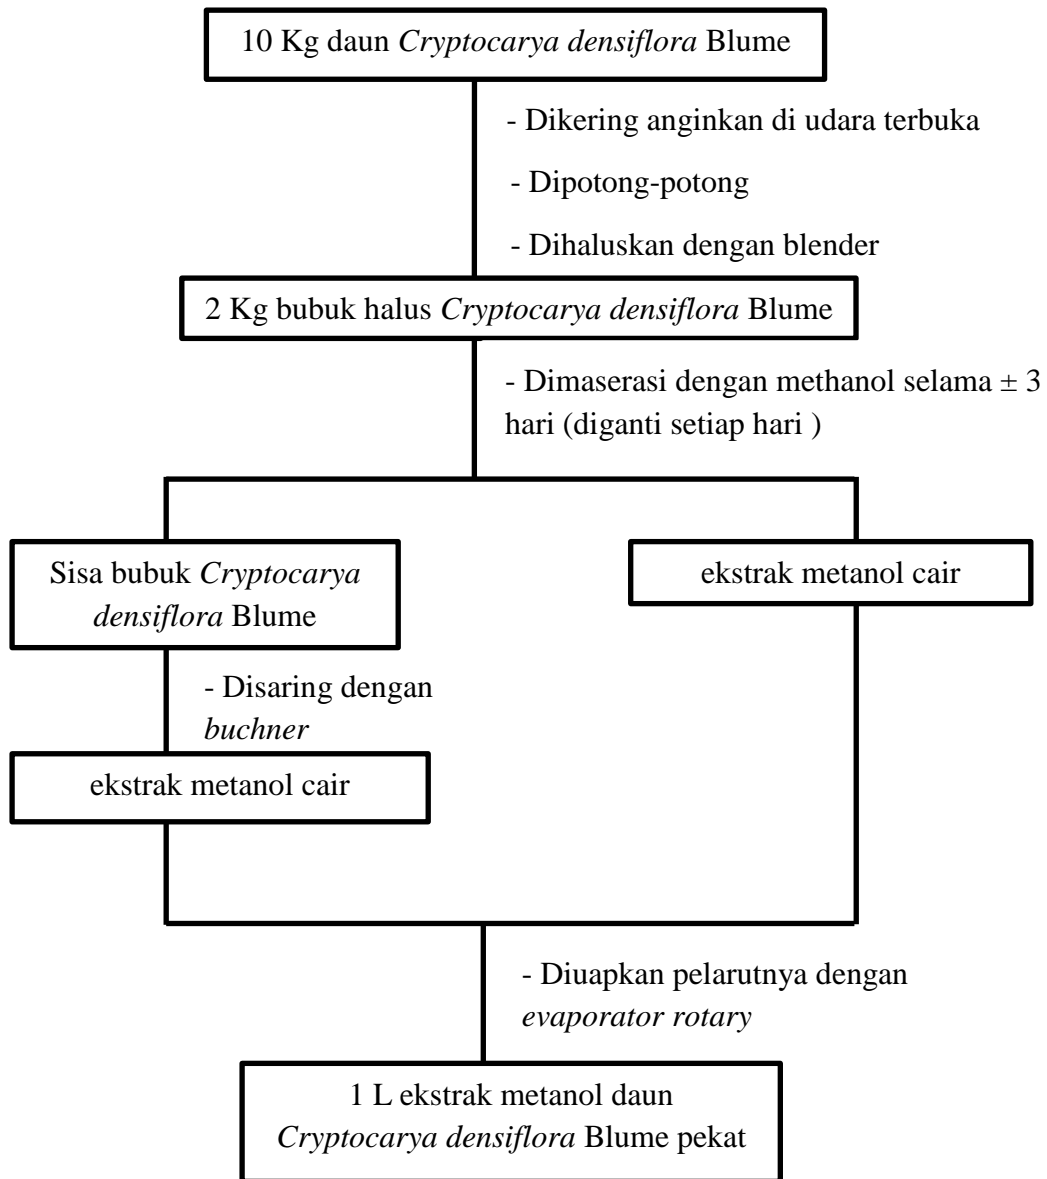 10 Kg daun Cryptocarya densiflora Blume
- Dikering anginkan di udara terbuka
- Dipotong-potong
- Dihaluskan dengan blender
2 Kg bubuk halus Cryptocarya densiflora Blume
- Dimaserasi dengan methanol selama ± 3
hari (diganti setiap hari )
Sisa bubuk Cryptocarya
densiflora Blume
ekstrak metanol cair
- Disaring dengan
buchner
ekstrak metanol cair
- Diuapkan pelarutnya dengan
evaporator rotary
1 L ekstrak metanol daun
Cryptocarya densiflora Blume pekat